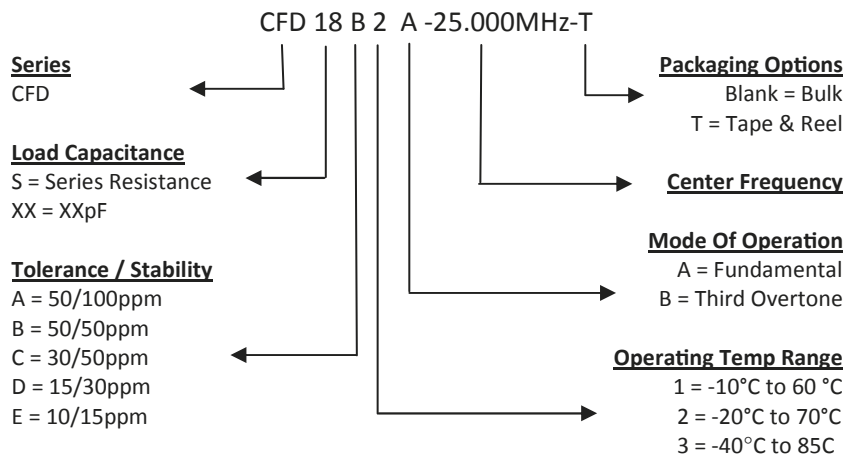 CFD 18 B 2 A -25.000MHz-T
Series
CFD
Load Capacitance
S = Series Resistance
XX = XXpF
Tolerance / Stability
A = 50/100ppm
B = 50/50ppm
C = 30/50ppm
D = 15/30ppm
E = 10/15ppm
Packaging Options
Blank = Bulk
T = Tape & Reel
Center Frequency
Mode Of Operation
A = Fundamental
B = Third Overtone
Operating Temp Range
1 = -10°C to 60 °C
2 = -20°C to 70°C
3 = -40°C to 85C